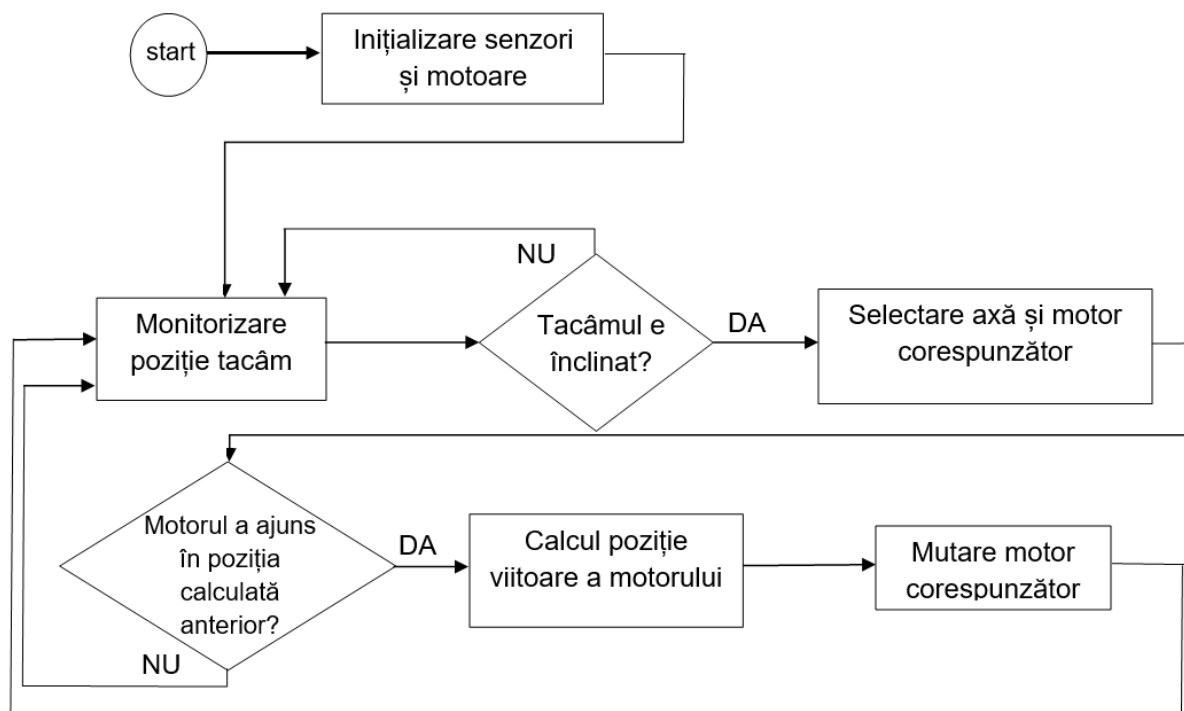 start
Inițializare senzori
și motoare
NU
Monitorizare
poziție tacâm
Tacâmul e
înclinat?
DA
Selectare axă și motor
corespunzător
Motorul a ajuns
în poziția
calculată
anterior?
NU
DA
Calcul poziție
viitoare a motorului
Mutare motor
corespunzător